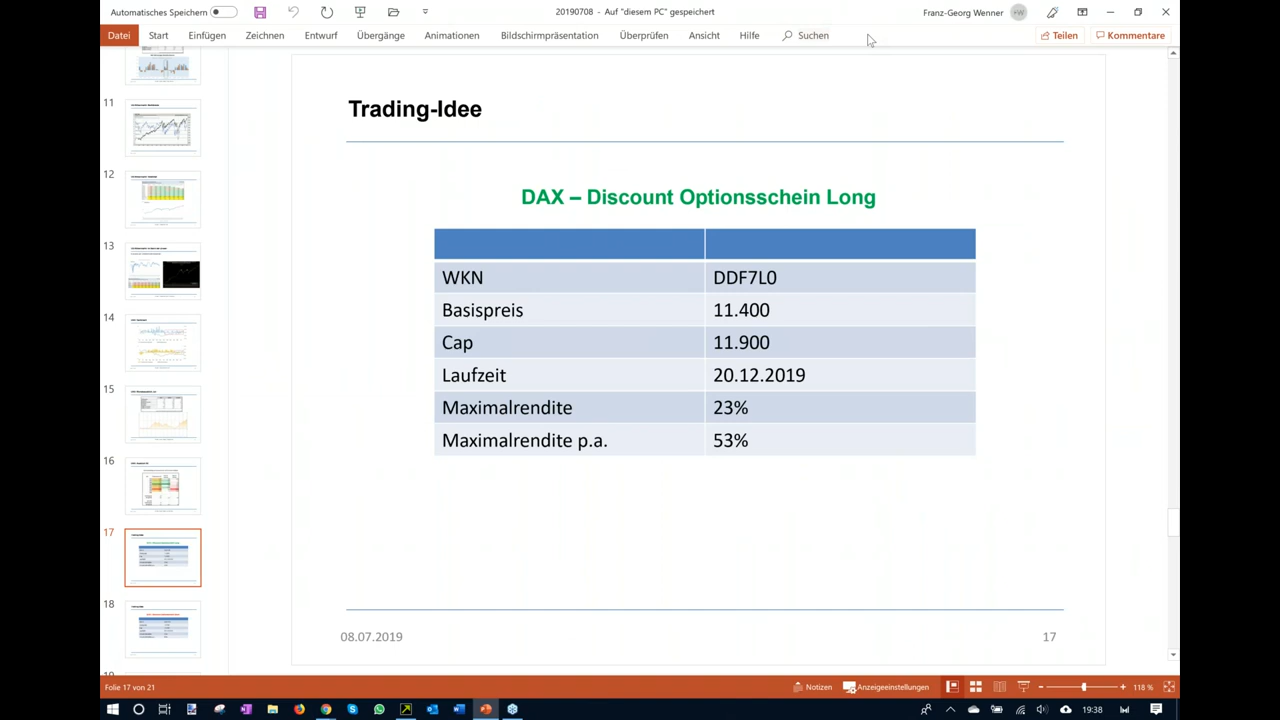 Automatisches Speichern
20190708 - Auf "diesem PC" gespeichert
Franz-Georg Wenner
+W
Datei Start Einfügen Zeichnen Entwurf Übergänge Animationen Bildschirmpräsentation Überprüfen Ansicht Hilfe Suchen Teilen Kommentare
11
12
13
14
15
16
17
18
Trading-Idee
DAX – Discount Optionsschein Long
WKN DDF7L0
Basispreis 11.400
Cap 11.900
Laufzeit 20.12.2019
Maximalrendite 23%
Maximalrendite p.a. 53%
08.07.2019 17
Folie 17 von 21 Notizen Anzeigeeinstellungen 118 %
19:38